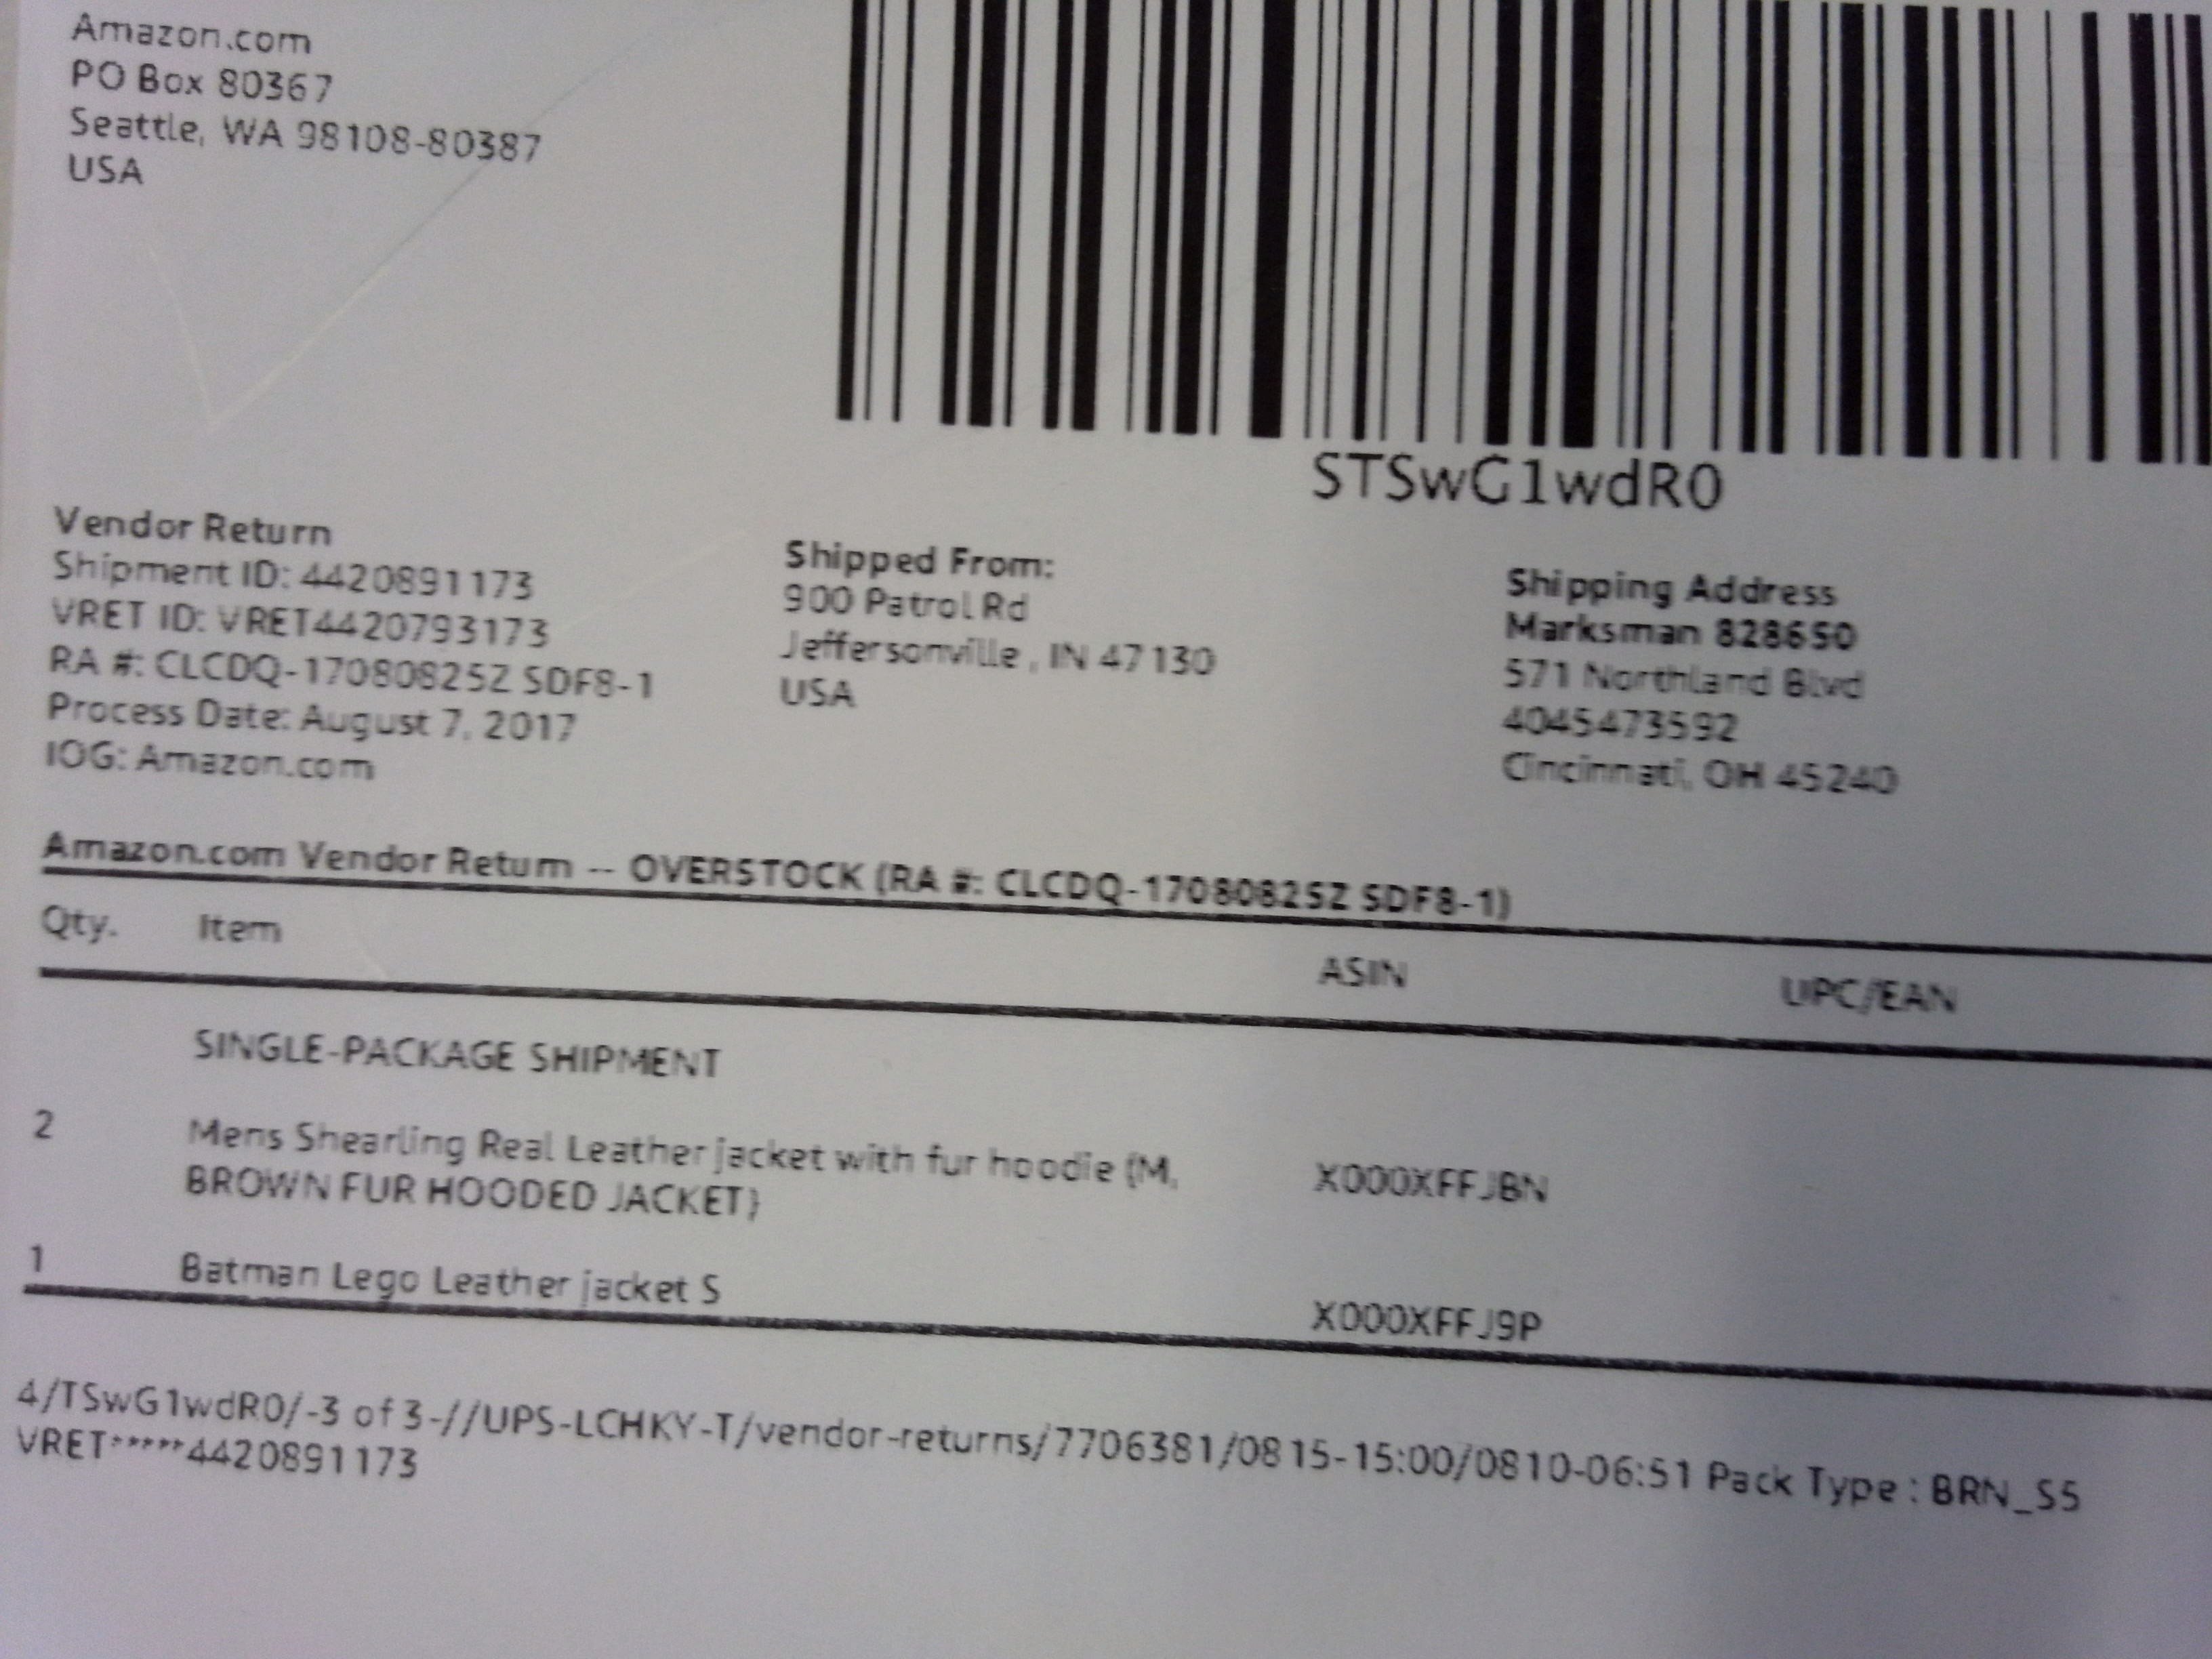 Amazon.com
PO Box 80367
Seattle, WA 98108-80387
USA
STSwG1wdR0
Vendor Return
Shipment ID: 4420891173
VRET ID: VRET4420793173
RA #: CLCDQ-17080825Z SDF8-1
Process Date: August 7, 2017
IOG: Amazon.com
Shipped From:
900 Patrol Rd
Jeffersonville , IN 47130
USA
Shipping Address
Marksman 828650
571 Northland Blvd
4045473592
Cincinnati, OH 45240
Amazon.com Vendor Return -- OVERSTOCK (RA #: CLCDQ-17080825Z SDF8-1)
Qty. Item ASIN UPC/EAN
SINGLE-PACKAGE SHIPMENT
2 Mens Shearling Real Leather jacket with fur hoodie (M, X000XFFJBN
BROWN FUR HOODED JACKET)
1 Batman Lego Leather jacket S X000XFFJ9P
4/TSwG1wdR0/-3 of 3-//UPS-LCHKY-T/vendor-returns/7706381/0815-15:00/0810-06:51 Pack Type : BRN_S5
VRET*****4420891173